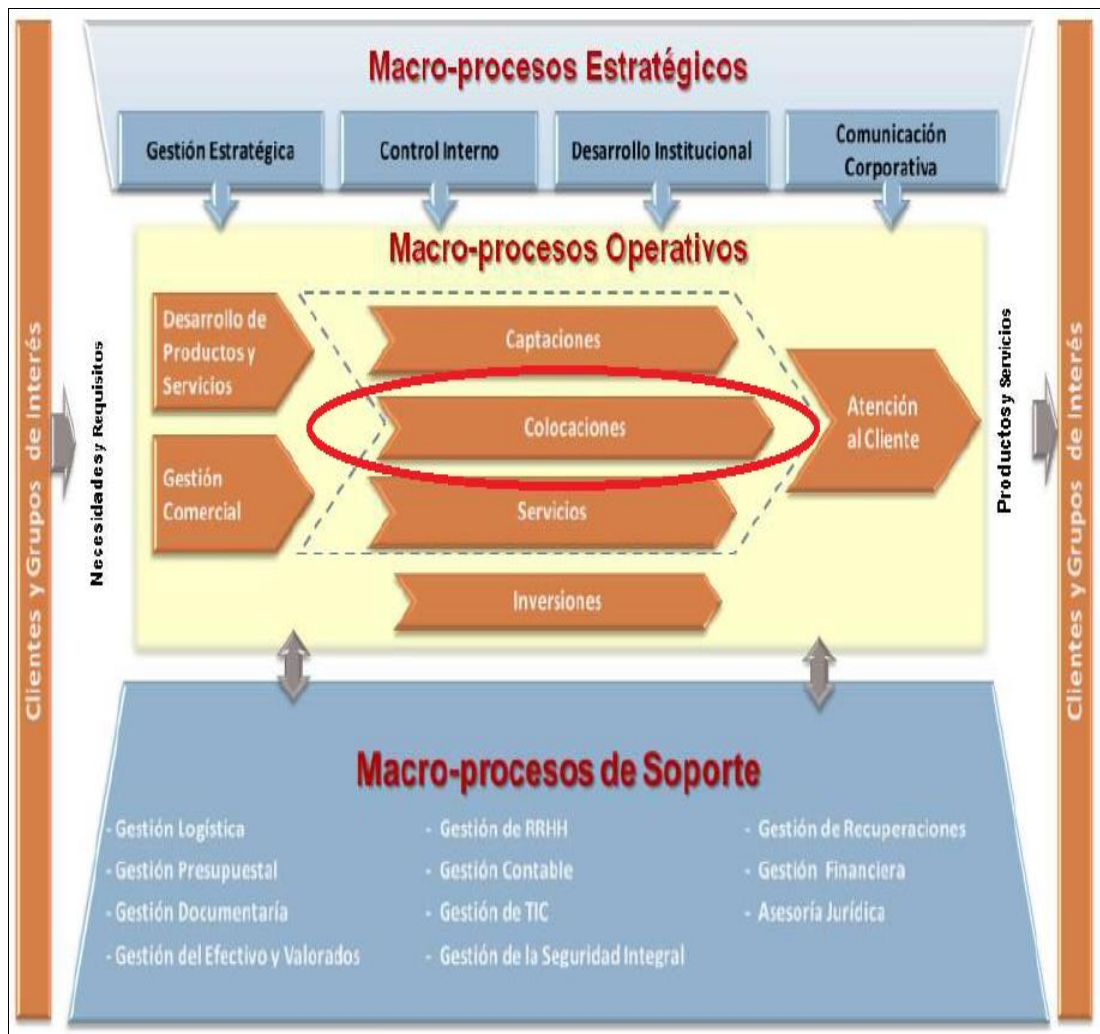 Macro-procesos Estratégicos
Gestión Estratégica
Control Interno
Desarrollo Institucional
Comunicación
Corporativa
Clientes y Grupos de Interés
Necesidades y Requisitos
Macro-procesos Operativos
Desarrollo de
Productos y
Servicios
Gestión
Comercial
Captaciones
Colocaciones
Servicios
Inversiones
Atención
al Cliente
Productos y Servicios
Clientes y Grupos de Interés
Macro-procesos de Soporte
- Gestión Logística
- Gestión Presupuestal
- Gestión Documentaría
- Gestión del Efectivo y Valorados
- Gestión de RRHH
- Gestión Contable
- Gestión de TIC
- Gestión de la Seguridad Integral
- Gestión de Recuperaciones
- Gestión Financiera
- Asesoría Jurídica